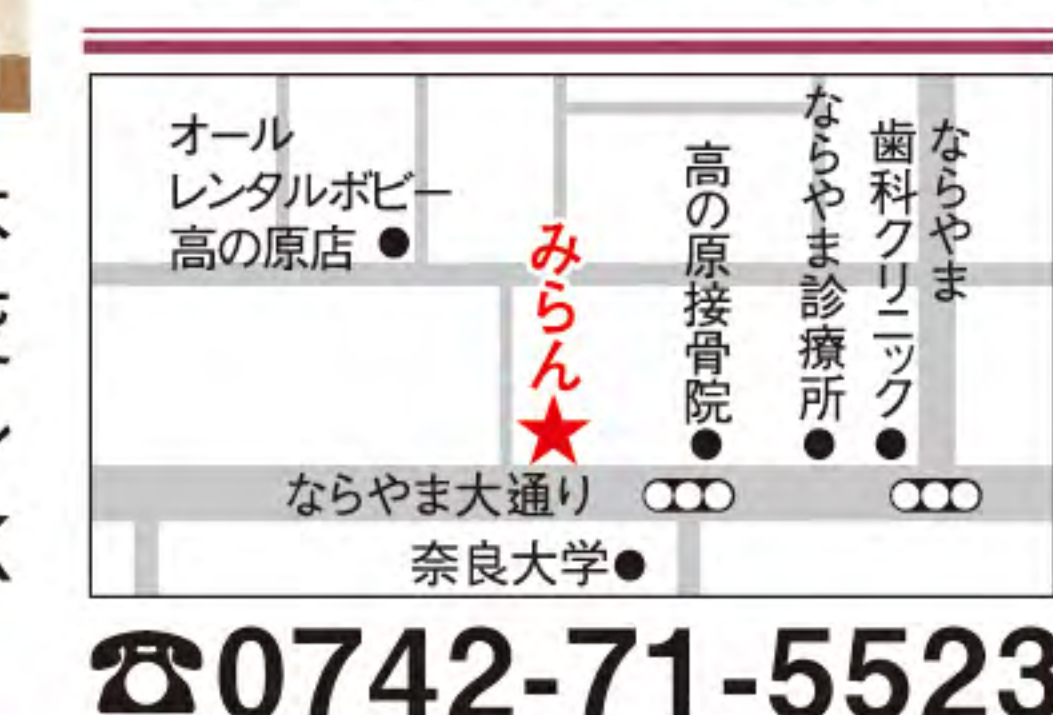 オール
レンタルボビー
高の原店
みらん
高の原接骨院
ならやま診療所
ならやま
歯科クリニック
ならやま大通り
奈良大学
☎0742-71-5523